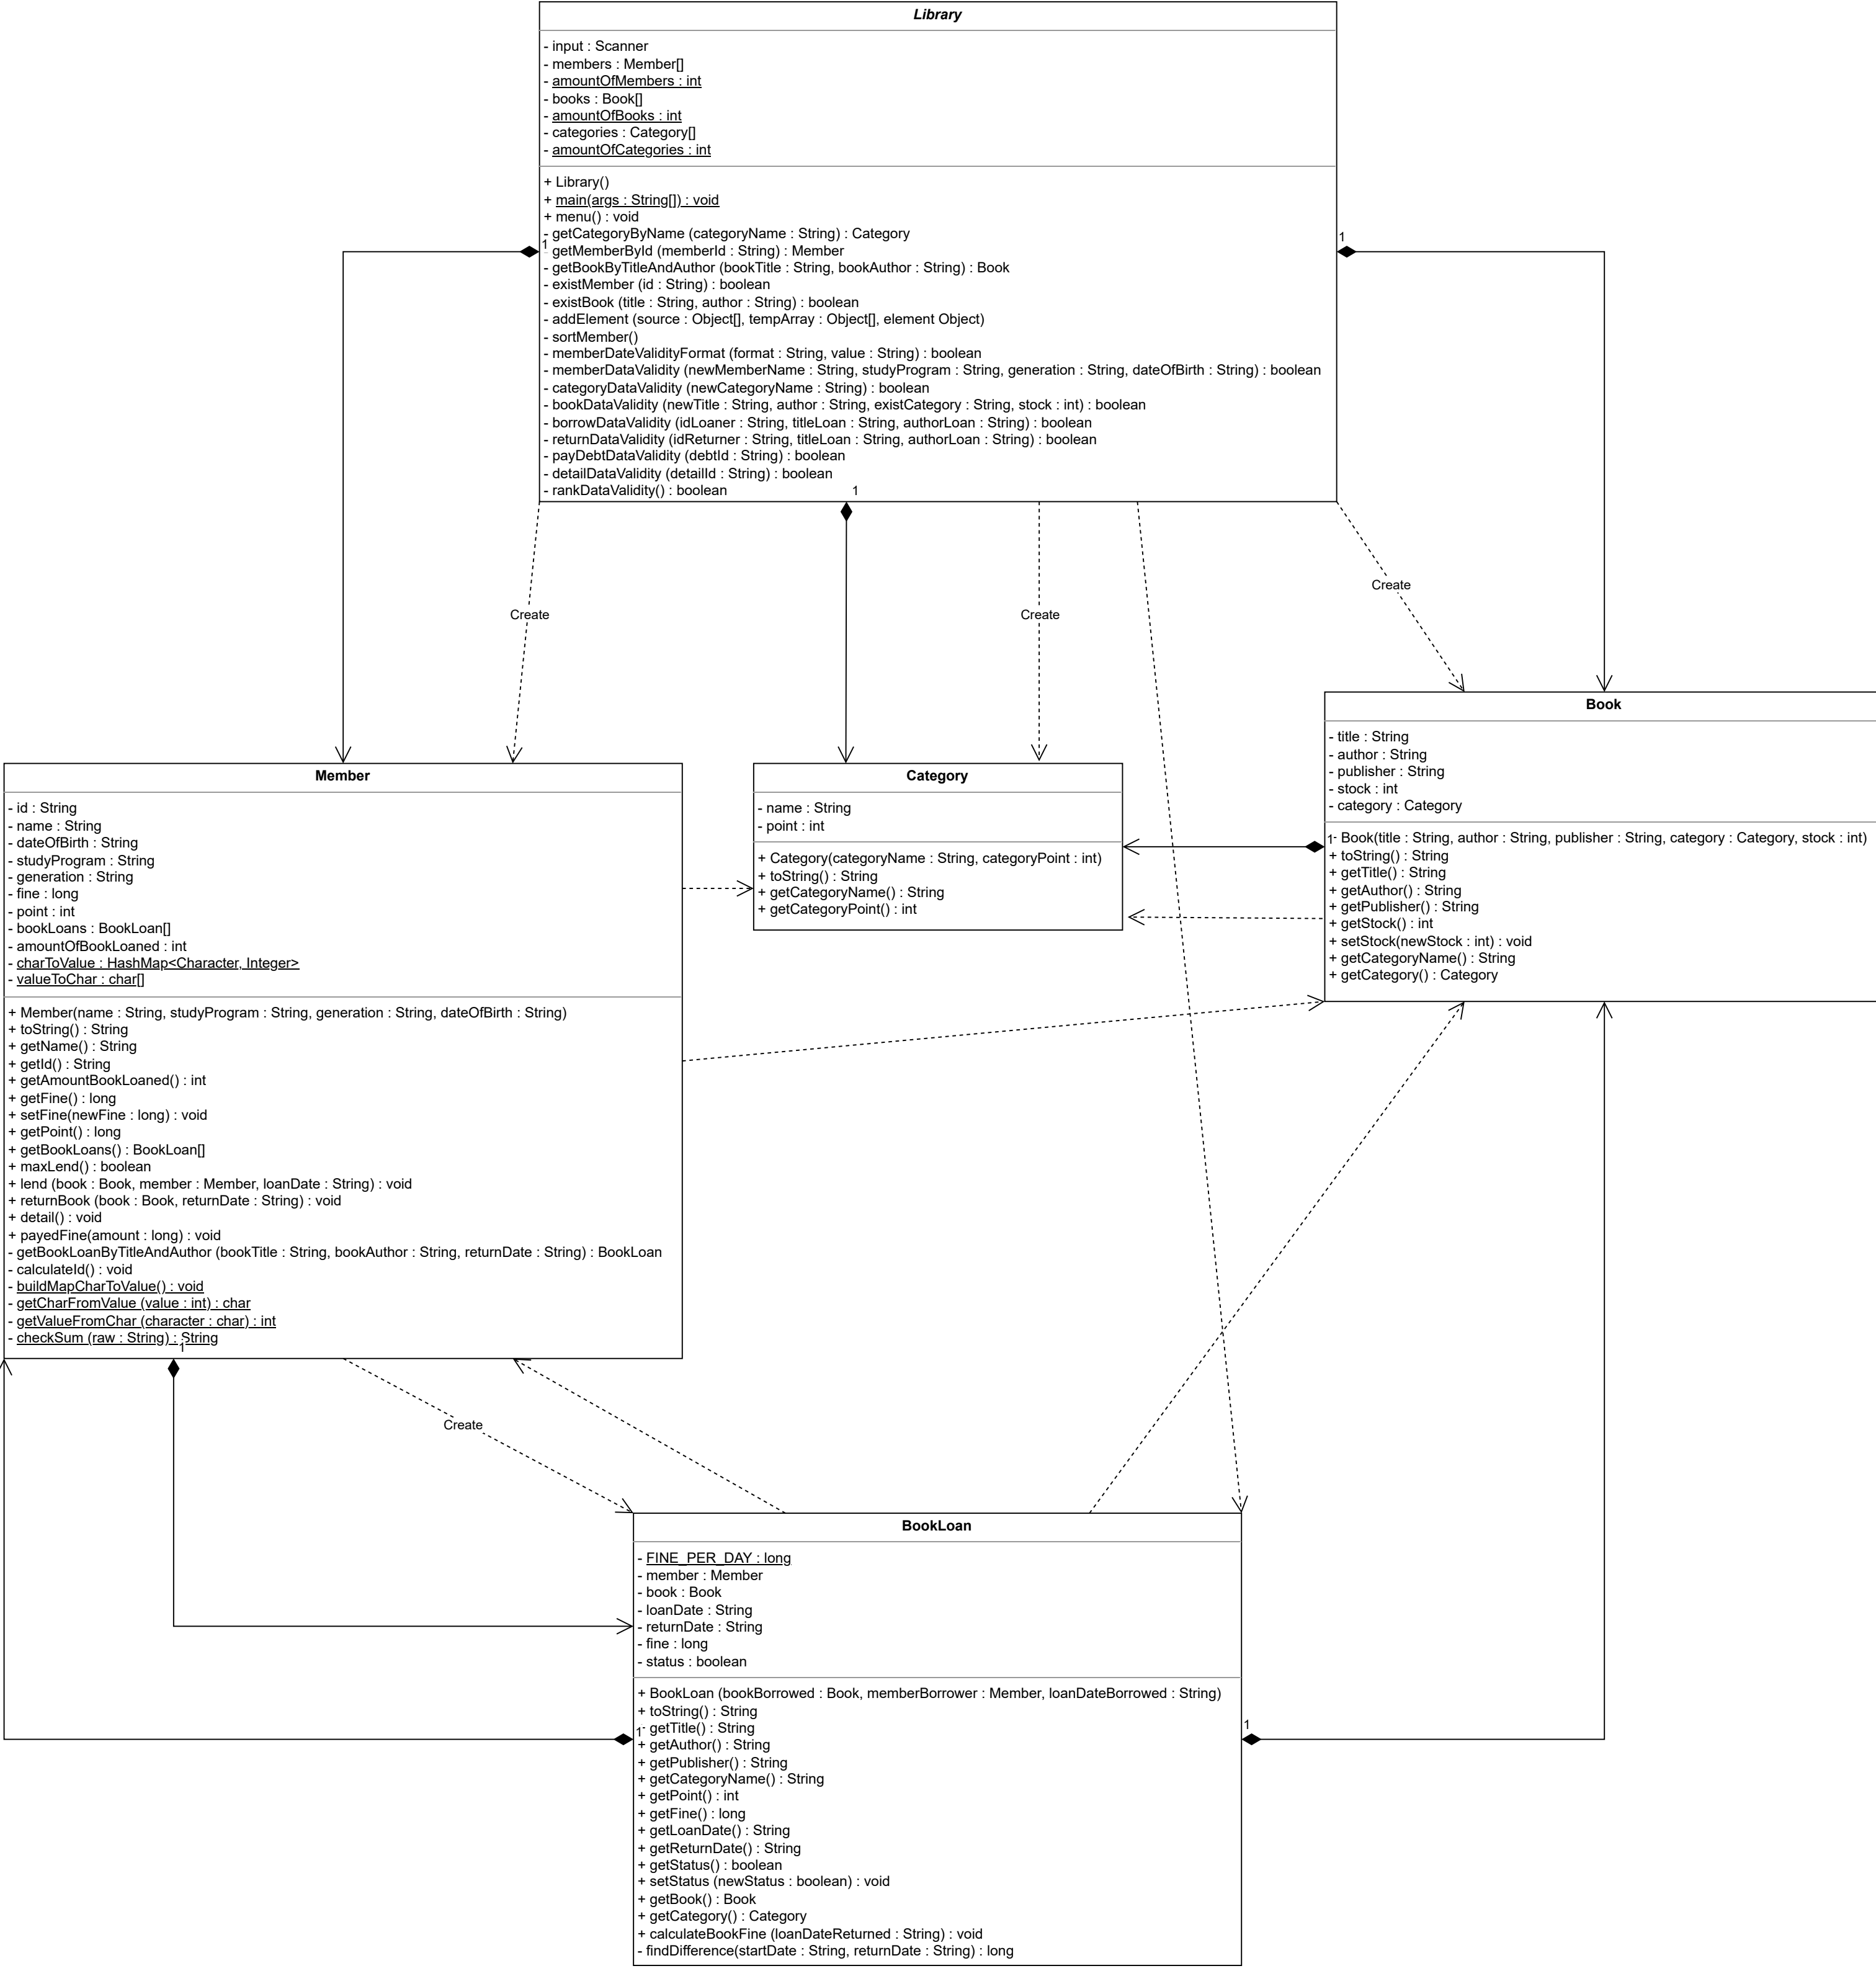 Library
- input : Scanner
- members : Member[]
- amountOfMembers : int
- books : Book[]
- amountOfBooks : int
- categories : Category[]
- amountOfCategories : int
+ Library()
+ main(args : String[]) : void
+ menu() : void
- getCategoryByName (categoryName : String) : Category
1
- getMemberById (memberId : String) : Member
- getBookByTitleAndAuthor (bookTitle : String, bookAuthor : String) : Book
- existMember (id : String) : boolean
- existBook (title : String, author : String) : boolean
- addElement (source : Object[], tempArray : Object[], element Object)
- sortMember()
- memberDateValidityFormat (format : String, value : String) : boolean
- memberDataValidity (newMemberName : String, studyProgram : String, generation : String, dateOfBirth : String) : boolean
- categoryDataValidity (newCategoryName : String) : boolean
- bookDataValidity (newTitle : String, author : String, existCategory : String, stock : int) : boolean
- borrowDataValidity (idLoaner : String, titleLoan : String, authorLoan : String) : boolean
- returnDataValidity (idReturner : String, titleLoan : String, authorLoan : String) : boolean
- payDebtDataValidity (debtId : String) : boolean
- detailDataValidity (detailId : String) : boolean
- rankDataValidity() : boolean
1
1
Create
Create
Create
Member
- id : String
- name : String
- dateOfBirth : String
- studyProgram : String
- generation : String
- fine : long
- point : int
- bookLoans : BookLoan[]
- amountOfBookLoaned : int
- charToValue : HashMap<Character, Integer>
- valueToChar : char[]
+ Member(name : String, studyProgram : String, generation : String, dateOfBirth : String)
+ toString() : String
+ getName() : String
+ getId() : String
+ getAmountBookLoaned() : int
+ getFine() : long
+ setFine(newFine : long) : void
+ getPoint() : long
+ getBookLoans() : BookLoan[]
+ maxLend() : boolean
+ lend (book : Book, member : Member, loanDate : String) : void
+ returnBook (book : Book, returnDate : String) : void
+ detail() : void
+ payedFine(amount : long) : void
- getBookLoanByTitleAndAuthor (bookTitle : String, bookAuthor : String, returnDate : String) : BookLoan
- calculateId() : void
- buildMapCharToValue() : void
- getCharFromValue (value : int) : char
- getValueFromChar (character : char) : int
- checkSum (raw : String) : String
1
Category
- name : String
- point : int
+ Category(categoryName : String, categoryPoint : int)
+ toString() : String
+ getCategoryName() : String
+ getCategoryPoint() : int
Book
- title : String
- author : String
- publisher : String
- stock : int
- category : Category
1
- Book(title : String, author : String, publisher : String, category : Category, stock : int)
+ toString() : String
+ getTitle() : String
+ getAuthor() : String
+ getPublisher() : String
+ getStock() : int
+ setStock(newStock : int) : void
+ getCategoryName() : String
+ getCategory() : Category
Create
BookLoan
- FINE_PER_DAY : long
- member : Member
- book : Book
- loanDate : String
- returnDate : String
- fine : long
- status : boolean
+ BookLoan (bookBorrowed : Book, memberBorrower : Member, loanDateBorrowed : String)
+ toString() : String
1
- getTitle() : String
+ getAuthor() : String
+ getPublisher() : String
+ getCategoryName() : String
+ getPoint() : int
+ getFine() : long
+ getLoanDate() : String
+ getReturnDate() : String
+ getStatus() : boolean
+ setStatus (newStatus : boolean) : void
+ getBook() : Book
+ getCategory() : Category
+ calculateBookFine (loanDateReturned : String) : void
- findDifference(startDate : String, returnDate : String) : long
1